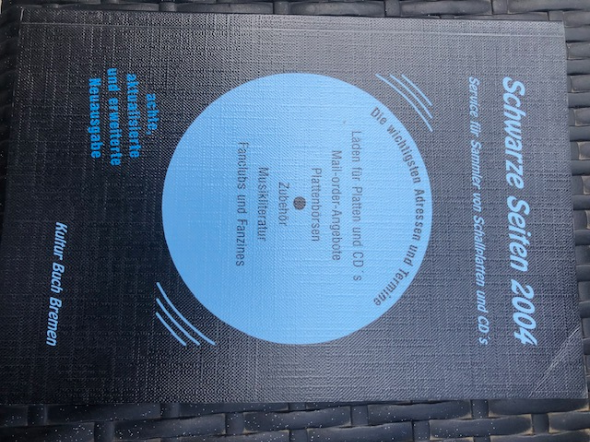 Schwarze Seiten 2004
Service für Sammler von Schallplatten und CD´s
Die wichtigsten Adressen und Termine
Läden für Platten und CD´s
Mail-order-Angebote
Plattenbörsen
Zubehör
Musikliteratur
Fanclubs und Fanzines
achte,
aktualisierte
und erweiterte
Neuausgabe
Kultur Buch Bremen